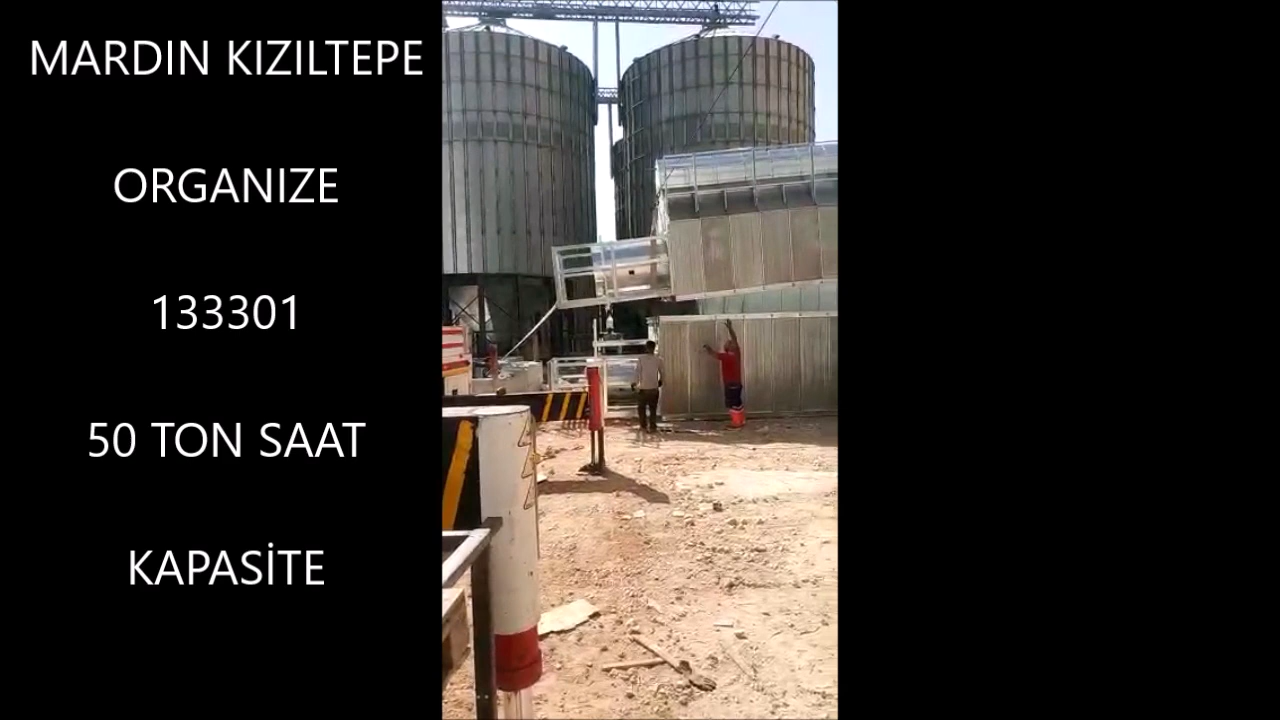 MARDIN KIZILTEPE
ORGANIZE
133301
50 TON SAAT
KAPASİTE